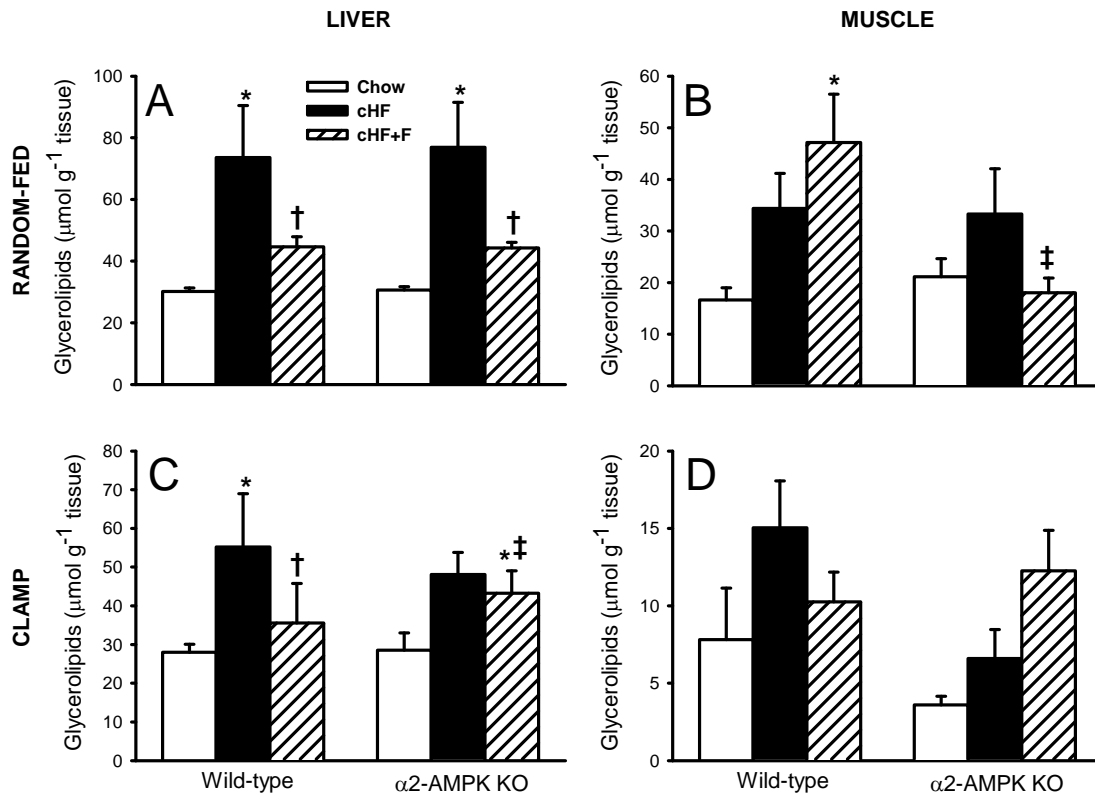 LIVER
MUSCLE
RANDOM-FED
CLAMP
A
Chow
cHF
cHF+F
Glycerolipids (μmol g-1 tissue)
100
80
60
40
20
0
*
†
*
†
B
Glycerolipids (μmol g-1 tissue)
60
50
40
30
20
10
0
*
‡
C
Glycerolipids (μmol g-1 tissue)
80
70
60
50
40
30
20
10
0
*
†
*‡
Wild-type
α2-AMPK KO
D
Glycerolipids (μmol g-1 tissue)
20
15
10
5
0
Wild-type
α2-AMPK KO